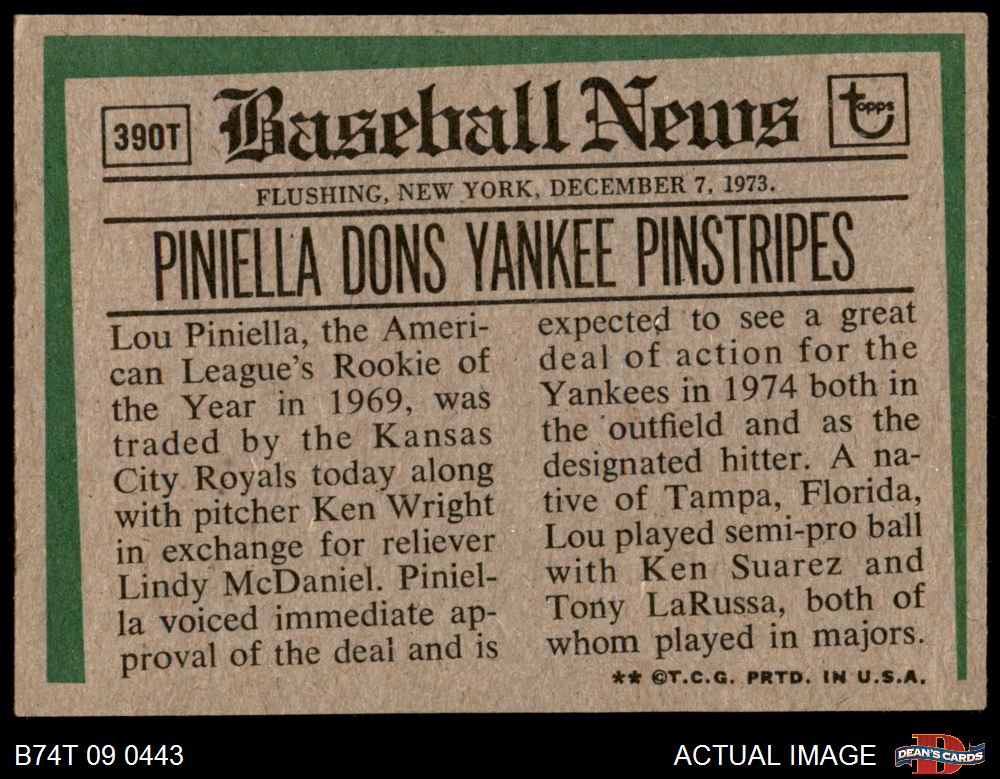 390T
Baseball News
topps
FLUSHING, NEW YORK, DECEMBER 7, 1973.
PINIELLA DONS YANKEE PINSTRIPES
Lou Piniella, the Ameri-
can League's Rookie of
the Year in 1969, was
traded by the Kansas
City Royals today along
with pitcher Ken Wright
in exchange for reliever
Lindy McDaniel. Piniel-
la voiced immediate ap-
proval of the deal and is
expected to see a great
deal of action for the
Yankees in 1974 both in
the outfield and as the
designated hitter. A na-
tive of Tampa, Florida,
Lou played semi-pro ball
with Ken Suarez and
Tony LaRussa, both of
whom played in majors.
** ©T.C.G. PRTD. IN U.S.A.
B74T 09 0443
ACTUAL IMAGE
DEAN'S CARDS